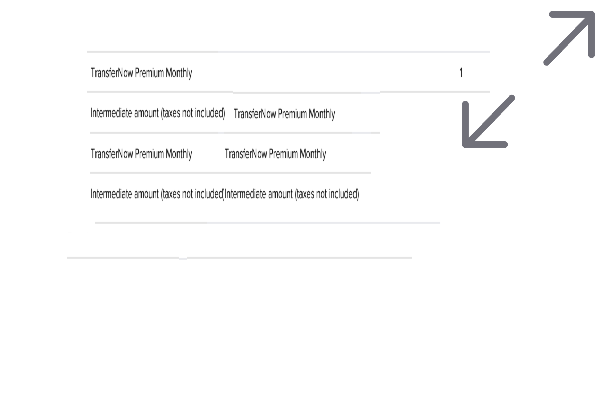 TransferNow Premium Monthly 1
Intermediate amount (taxes not included) TransferNow Premium Monthly
TransferNow Premium Monthly TransferNow Premium Monthly
Intermediate amount (taxes not included)Intermediate amount (taxes not included)